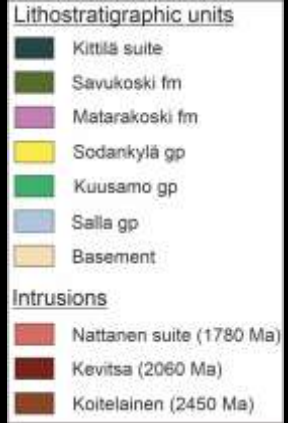 Lithostratigraphic units
Kittilä suite
Savukoski fm
Matarakoski fm
Sodankylä gp
Kuusamo gp
Salla gp
Basement
Intrusions
Nattanen suite (1780 Ma)
Kevitsa (2060 Ma)
Koitelainen (2450 Ma)